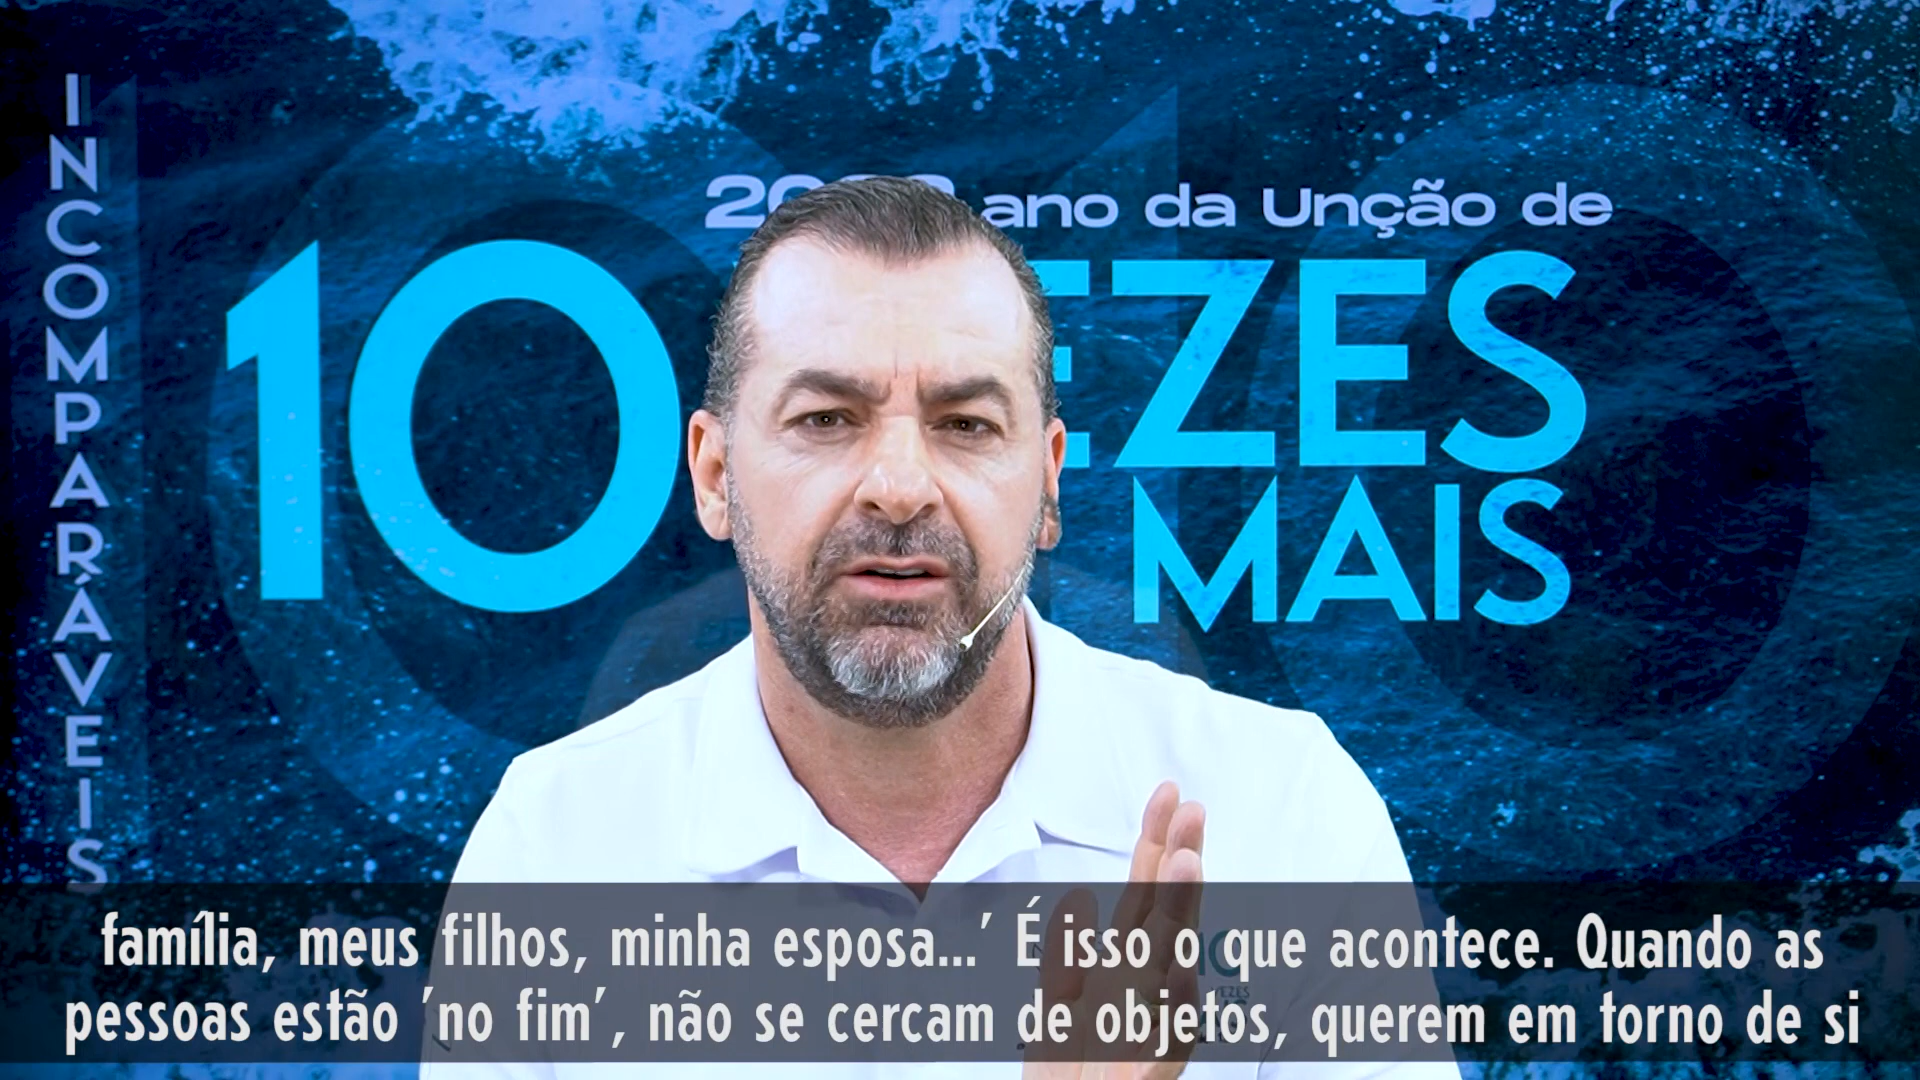 INCOMPARÁVEIS
ano da Unção de
10 VEZES
MAIS
família, meus filhos, minha esposa...’ É isso o que acontece. Quando as
pessoas estão ’no fim’, não se cercam de objetos, querem em torno de si